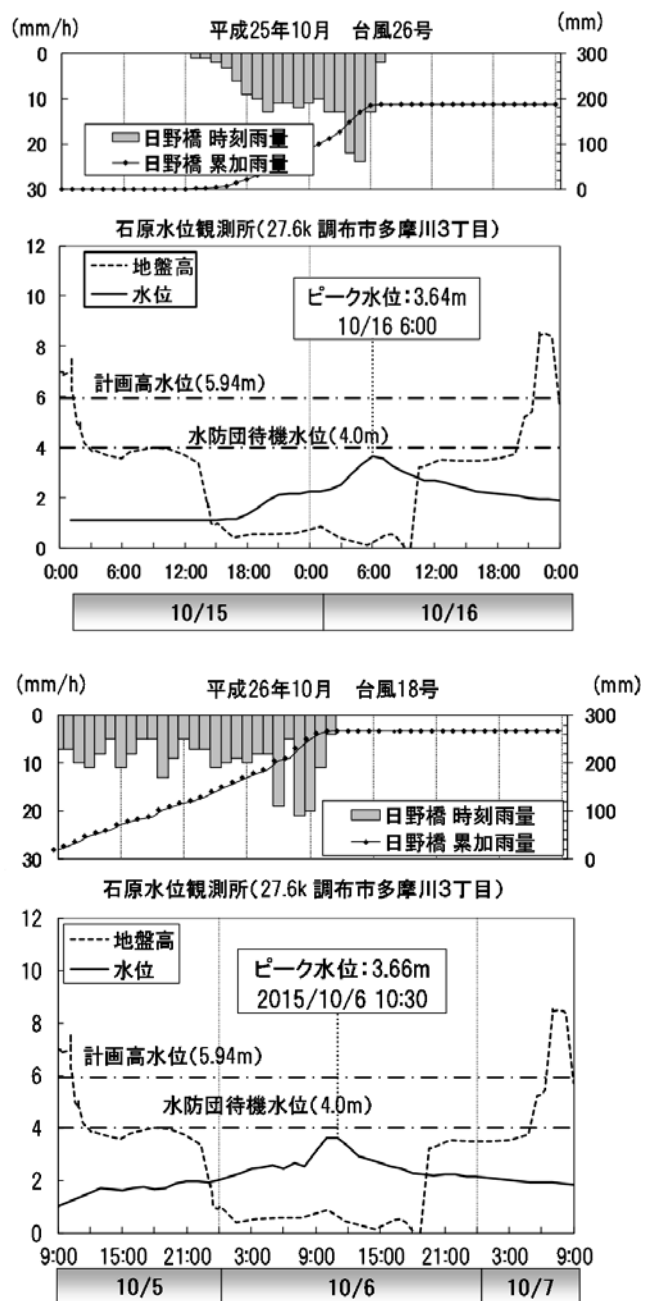 (mm/h) 平成25年10月　台風26号 (mm)
0 300
10 200
20 100
30 0
日野橋 時刻雨量
日野橋 累加雨量
石原水位観測所(27.6k 調布市多摩川3丁目)
12
10
8
6
4
2
0
地盤高
水位
ピーク水位:3.64m
10/16 6:00
計画高水位(5.94m)
水防団待機水位(4.0m)
0:00 6:00 12:00 18:00 0:00 6:00 12:00 18:00 0:00
10/15 10/16
(mm/h) 平成26年10月　台風18号 (mm)
0 300
10 200
20 100
30 0
日野橋 時刻雨量
日野橋 累加雨量
石原水位観測所(27.6k 調布市多摩川3丁目)
12
10
8
6
4
2
0
地盤高
水位
ピーク水位:3.66m
2015/10/6 10:30
計画高水位(5.94m)
水防団待機水位(4.0m)
9:00 15:00 21:00 3:00 9:00 15:00 21:00 3:00 9:00
10/5 10/6 10/7